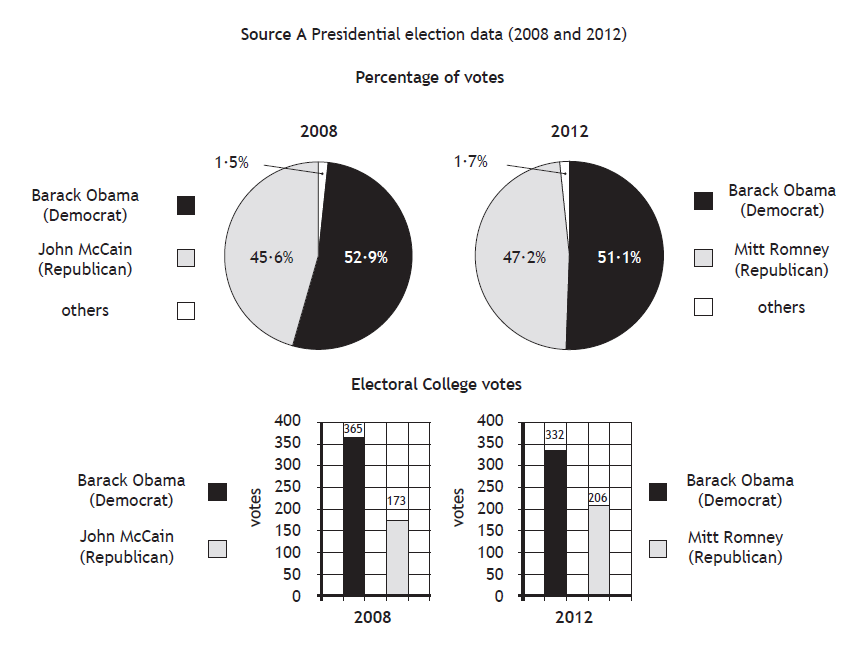 Source A Presidential election data (2008 and 2012)
Percentage of votes
2008
1·5%
Barack Obama
(Democrat)
John McCain
(Republican)
others
45·6%
52·9%
2012
1·7%
47·2%
51·1%
Barack Obama
(Democrat)
Mitt Romney
(Republican)
others
Electoral College votes
Barack Obama
(Democrat)
John McCain
(Republican)
votes
400
350
300
250
200
150
100
50
0
365
173
2008
votes
400
350
300
250
200
150
100
50
0
332
206
2012
Barack Obama
(Democrat)
Mitt Romney
(Republican)